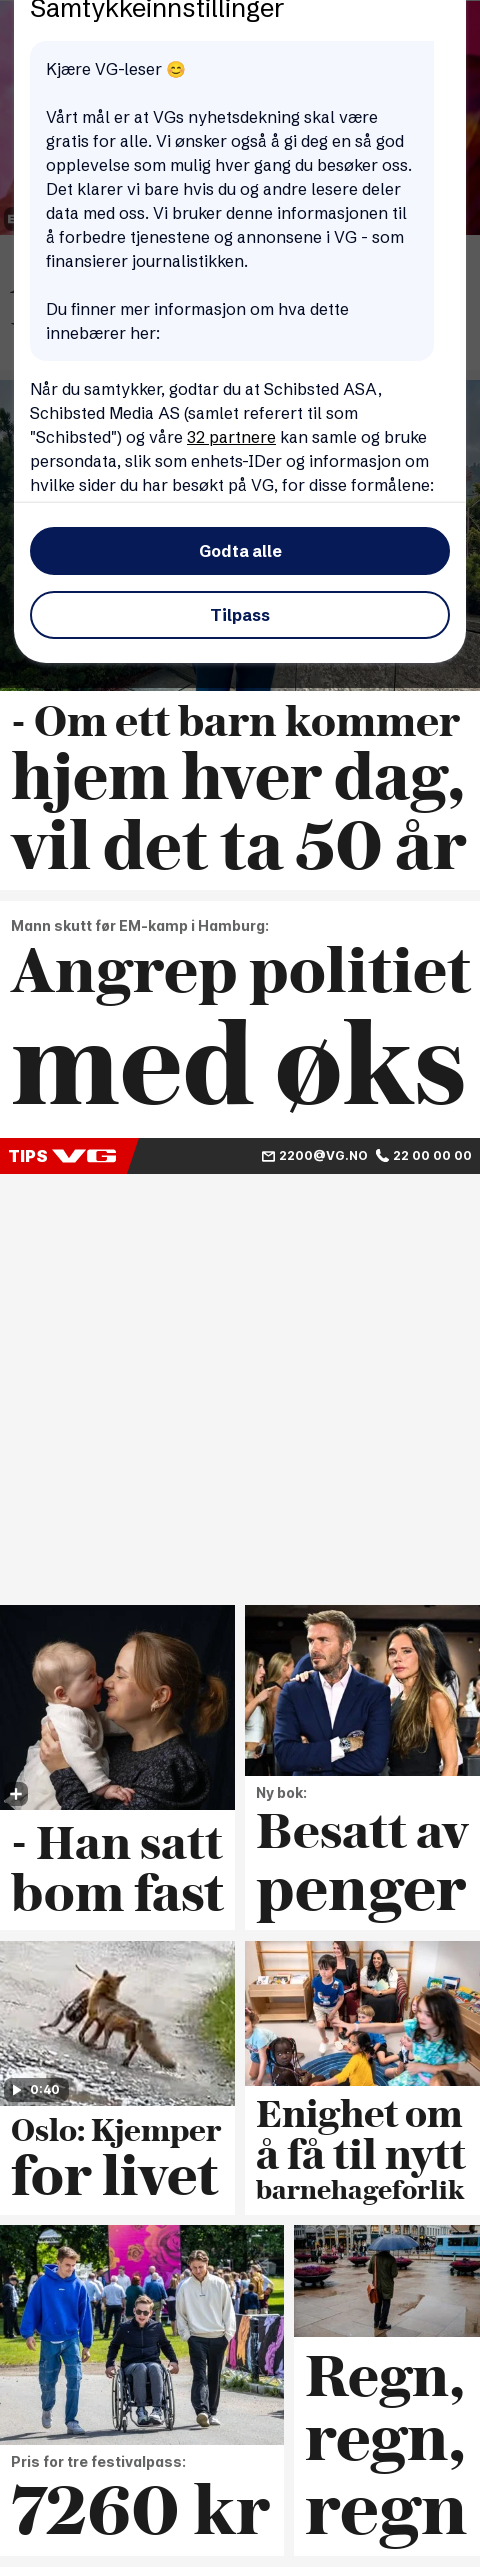 Samtykkeinnstillinger
Kjære VG-leser 😊
Vårt mål er at VGs nyhetsdekning skal være
gratis for alle. Vi ønsker også å gi deg en så god
opplevelse som mulig hver gang du besøker oss.
Det klarer vi bare hvis du og andre lesere deler
data med oss. Vi bruker denne informasjonen til
å forbedre tjenestene og annonsene i VG - som
finansierer journalistikken.
Du finner mer informasjon om hva dette
innebærer her:
Når du samtykker, godtar du at Schibsted ASA,
Schibsted Media AS (samlet referert til som
"Schibsted") og våre 32 partnere kan samle og bruke
persondata, slik som enhets-IDer og informasjon om
hvilke sider du har besøkt på VG, for disse formålene:
Godta alle
Tilpass
- Om ett barn kommer
hjem hver dag,
vil det ta 50 år
Mann skutt før EM-kamp i Hamburg:
Angrep politiet
med øks
TIPS VG 2200@VG.NO 22 00 00 00
- Han satt
bom fast
Ny bok:
Besatt av
penger
0:40
Oslo: Kjemper
for livet
Enighet om
å få til nytt
barnehageforlik
Pris for tre festivalpass:
7260 kr
Regn,
regn,
regn